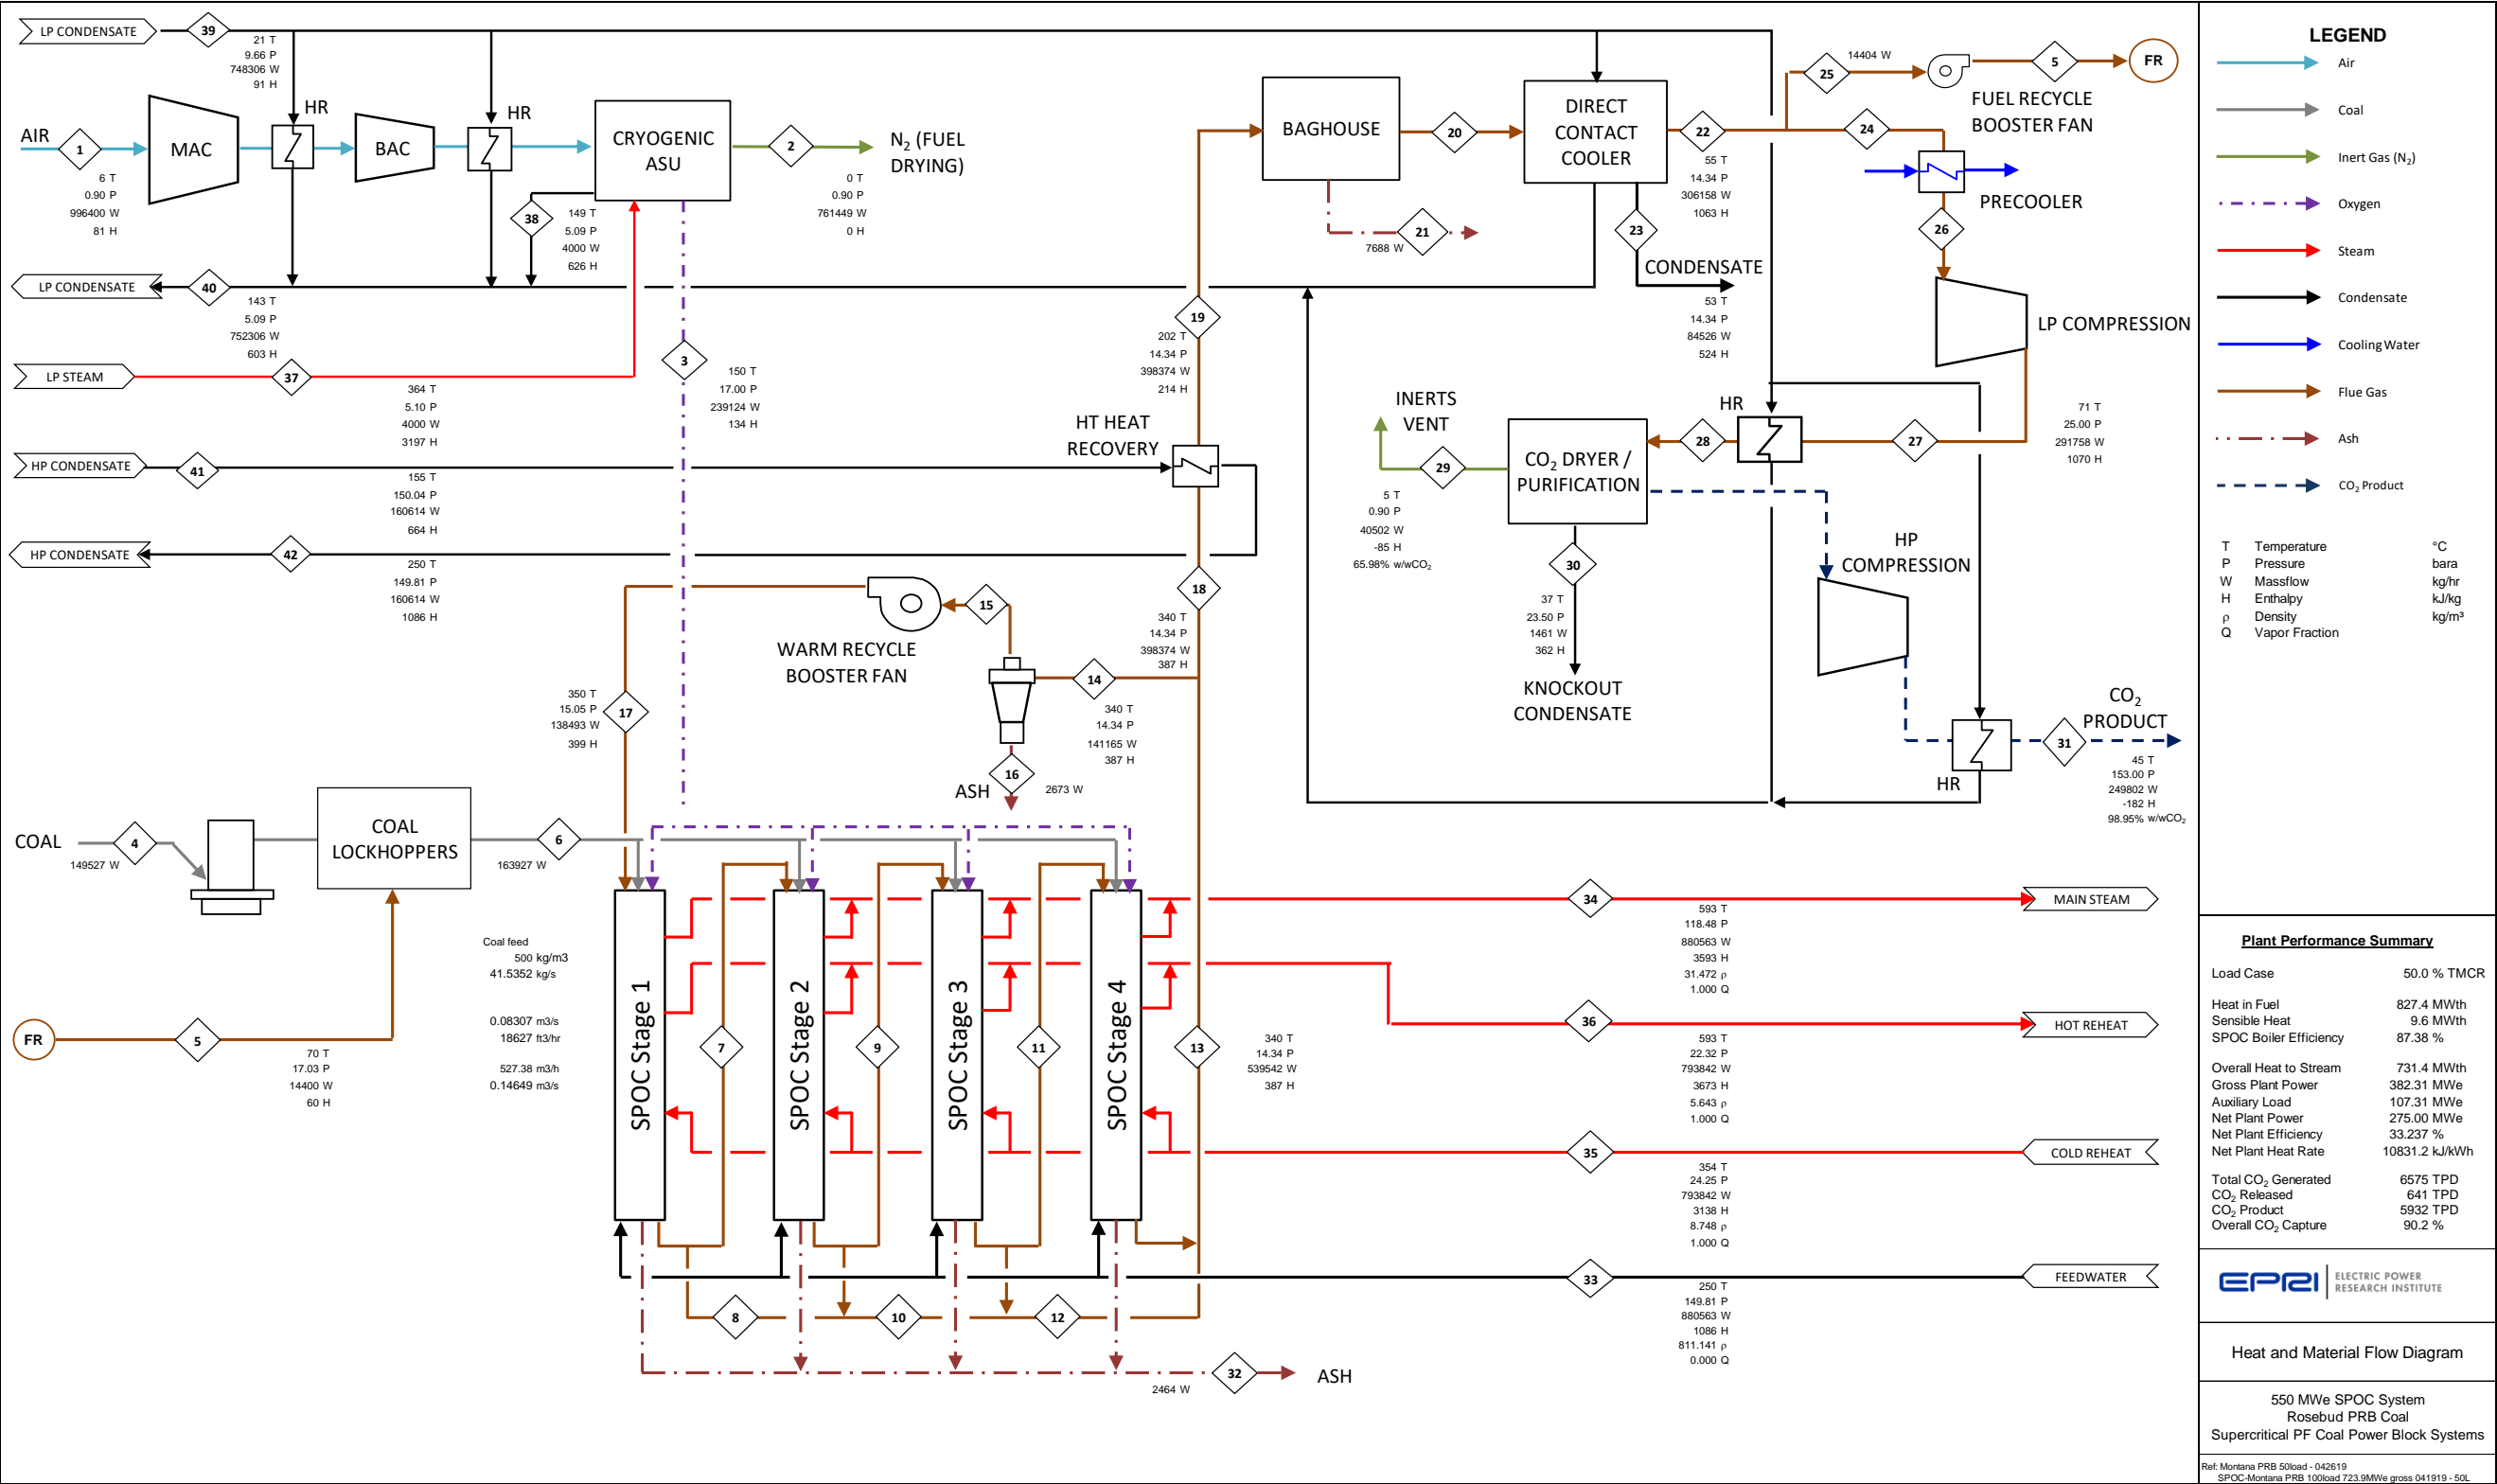 LP CONDENSATE
39
21 T
9.66 P
748306 W
91 H
HR
HR
AIR
1
MAC
BAC
6 T
0.90 P
996400 W
81 H
CRYOGENIC
ASU
2
N₂ (FUEL
DRYING)
0 T
0.90 P
761449 W
0 H
38
149 T
5.09 P
4000 W
626 H
LP CONDENSATE
40
143 T
5.09 P
752306 W
603 H
LP STEAM
37
364 T
5.10 P
4000 W
3197 H
3
150 T
17.00 P
239124 W
134 H
HP CONDENSATE
41
155 T
150.04 P
160614 W
664 H
HP CONDENSATE
42
250 T
149.81 P
160614 W
1086 H
HT HEAT
RECOVERY
19
202 T
14.34 P
398374 W
214 H
18
340 T
14.34 P
398374 W
387 H
BAGHOUSE
20
21
7688 W
DIRECT
CONTACT
COOLER
22
55 T
14.34 P
306158 W
1063 H
23
CONDENSATE
53 T
14.34 P
84526 W
524 H
25
14404 W
5
FR
FUEL RECYCLE
BOOSTER FAN
24
PRECOOLER
26
LP COMPRESSION
71 T
25.00 P
291758 W
1070 H
27
HR
28
CO₂ DRYER /
PURIFICATION
INERTS
VENT
29
5 T
0.90 P
40502 W
-85 H
65.98% w/wCO₂
30
37 T
23.50 P
1461 W
362 H
KNOCKOUT
CONDENSATE
HP
COMPRESSION
CO₂
PRODUCT
31
HR
45 T
153.00 P
249802 W
-182 H
98.95% w/wCO₂
15
WARM RECYCLE
BOOSTER FAN
14
340 T
14.34 P
141165 W
387 H
16
ASH
2673 W
17
350 T
15.05 P
138493 W
399 H
COAL
4
149527 W
COAL
LOCKHOPPERS
6
163927 W
FR
5
70 T
17.03 P
14400 W
60 H
Coal feed
500 kg/m3
41.5352 kg/s
0.08307 m3/s
18627 ft3/hr
527.38 m3/h
0.14649 m3/s
SPOC Stage 1
SPOC Stage 2
SPOC Stage 3
SPOC Stage 4
7
9
11
13
340 T
14.34 P
539542 W
387 H
8
10
12
32
2464 W
ASH
34
MAIN STEAM
593 T
118.48 P
880563 W
3593 H
31.472 ρ
1.000 Q
36
HOT REHEAT
593 T
22.32 P
793842 W
3673 H
5.643 ρ
1.000 Q
35
COLD REHEAT
354 T
24.25 P
793842 W
3138 H
8.748 ρ
1.000 Q
33
FEEDWATER
250 T
149.81 P
880563 W
1086 H
811.141 ρ
0.000 Q
LEGEND
Air
Coal
Inert Gas (N₂)
Oxygen
Steam
Condensate
Cooling Water
Flue Gas
Ash
CO₂ Product
T Temperature °C
P Pressure bara
W Massflow kg/hr
H Enthalpy kJ/kg
ρ Density kg/m³
Q Vapor Fraction
Plant Performance Summary
Load Case 50.0 % TMCR
Heat in Fuel 827.4 MWth
Sensible Heat 9.6 MWth
SPOC Boiler Efficiency 87.38 %
Overall Heat to Stream 731.4 MWth
Gross Plant Power 382.31 MWe
Auxiliary Load 107.31 MWe
Net Plant Power 275.00 MWe
Net Plant Efficiency 33.237 %
Net Plant Heat Rate 10831.2 kJ/kWh
Total CO₂ Generated 6575 TPD
CO₂ Released 641 TPD
CO₂ Product 5932 TPD
Overall CO₂ Capture 90.2 %
EPRI
ELECTRIC POWER
RESEARCH INSTITUTE
Heat and Material Flow Diagram
550 MWe SPOC System
Rosebud PRB Coal
Supercritical PF Coal Power Block Systems
Ref: Montana PRB 50load - 042619
SPOC-Montana PRB 100load 723.9MWe gross 041919 - 50L